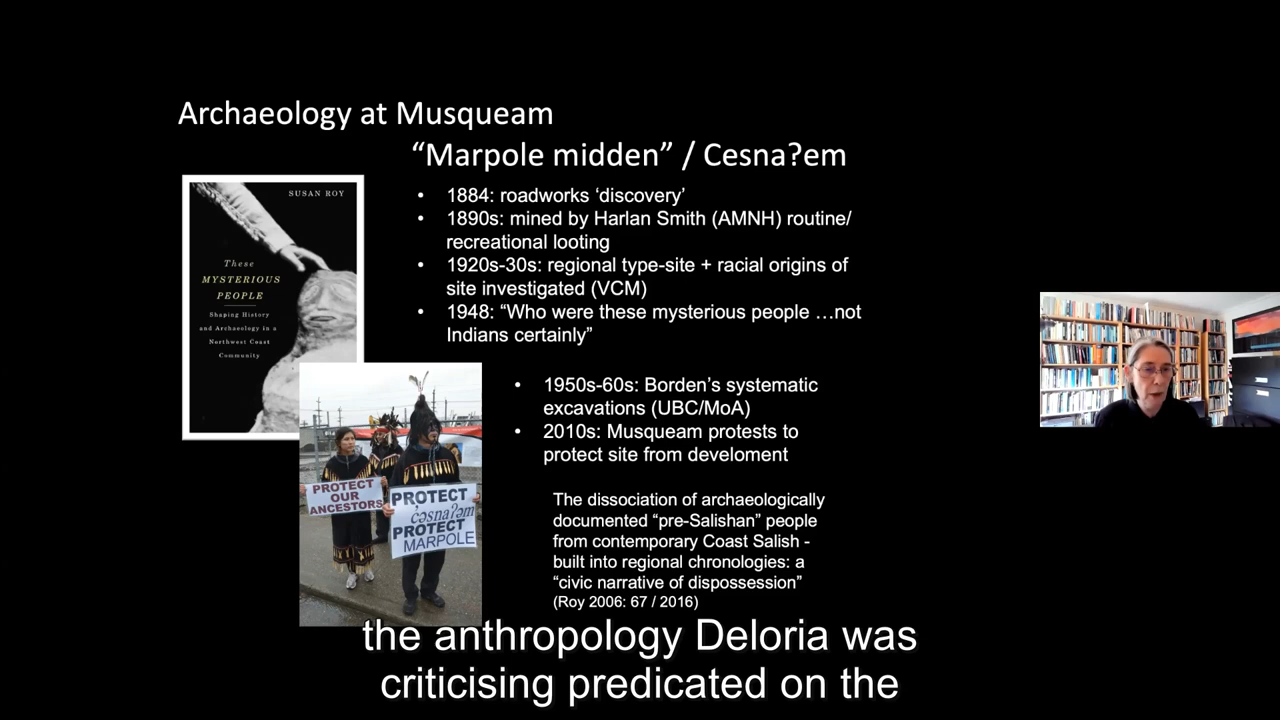 Archaeology at Musqueam
“Marpole midden” / Cesna?em
SUSAN ROY
These
MYSTERIOUS
PEOPLE
Shaping History
and Archaeology in a
Northwest Coast
Community
• 1884: roadworks ‘discovery’
• 1890s: mined by Harlan Smith (AMNH) routine/
recreational looting
• 1920s-30s: regional type-site + racial origins of
site investigated (VCM)
• 1948: “Who were these mysterious people …not
Indians certainly”
• 1950s-60s: Borden’s systematic
excavations (UBC/MoA)
• 2010s: Musqueam protests to
protect site from develoment
PROTECT
OUR
ANCESTORS
PROTECT
c̓əsnaʔəm
PROTECT
MARPOLE
The dissociation of archaeologically
documented “pre-Salishan” people
from contemporary Coast Salish -
built into regional chronologies: a
“civic narrative of dispossession”
(Roy 2006: 67 / 2016)
the anthropology Deloria was
criticising predicated on the